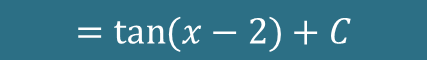 = tan(x − 2) + C